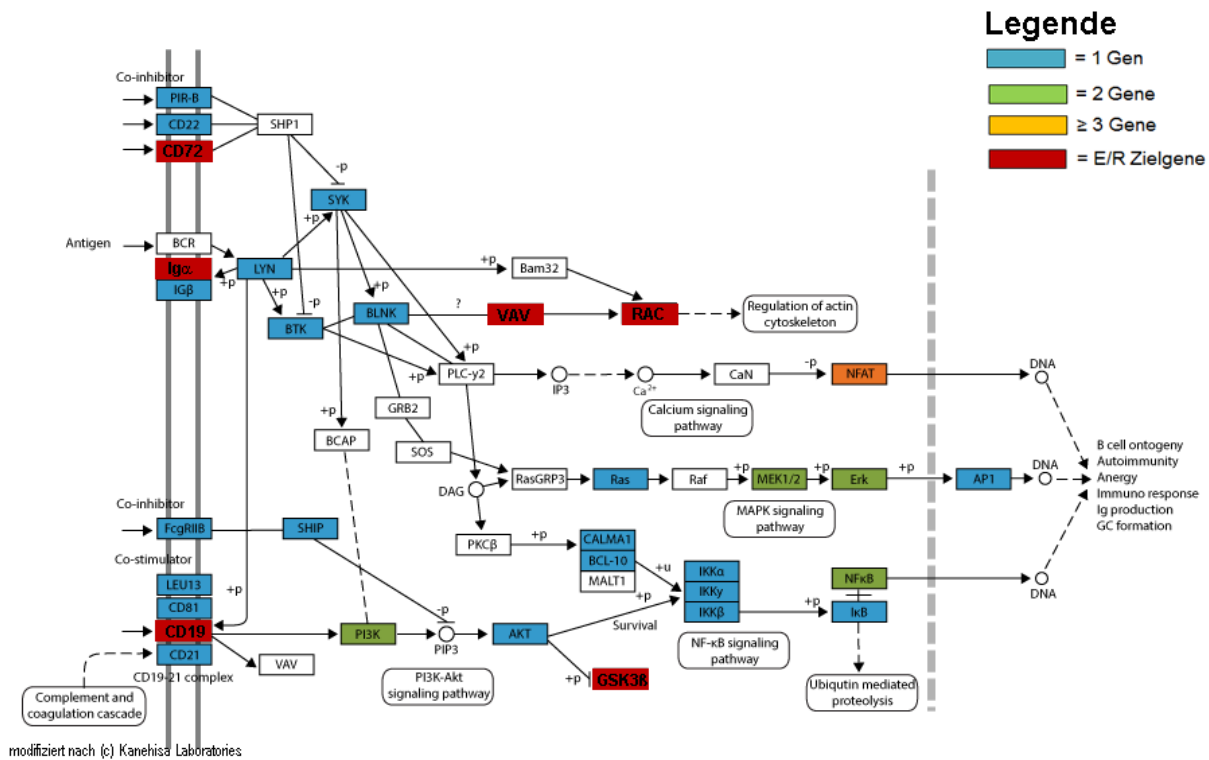 Legende
= 1 Gen
= 2 Gene
≥ 3 Gene
= E/R Zielgene
Co-inhibitor
PIR-B
CD22
CD72
SHP1
-p
SYK
+p
Antigen
BCR
Igα
IGβ
LYN
+p
+p
-p
+p
Bam32
+p
BTK
BLNK
?
VAV
RAC
Regulation of actin
cytoskeleton
+p
+p
PLC-y2
IP3
Ca2+
CaN
-p
NFAT
DNA
Calcium signaling
pathway
GRB2
+p
BCAP
SOS
DAG
RasGRP3
Ras
Raf
+p
MEK1/2
+p
Erk
+p
AP1
DNA
MAPK signaling
pathway
B cell ontogeny
Autoimmunity
Anergy
Immuno response
Ig production
GC formation
Co-inhibitor
FcgRIIB
SHIP
PKCβ
+p
CALMA1
BCL-10
MALT1
+u
+p
IKKα
IKKy
IKKβ
+p
NFκB
IκB
DNA
Co-stimulator
LEU13
CD81
CD19
CD21
+p
CD19-21 complex
VAV
PI3K
-p
PIP3
AKT
Survival
+p
GSK3ß
PI3K-Akt
signaling pathway
NF-κB signaling
pathway
Ubiqutin mediated
proteolysis
Complement and
coagulation cascade
modifiziert nach (c) Kanehisa Laboratories